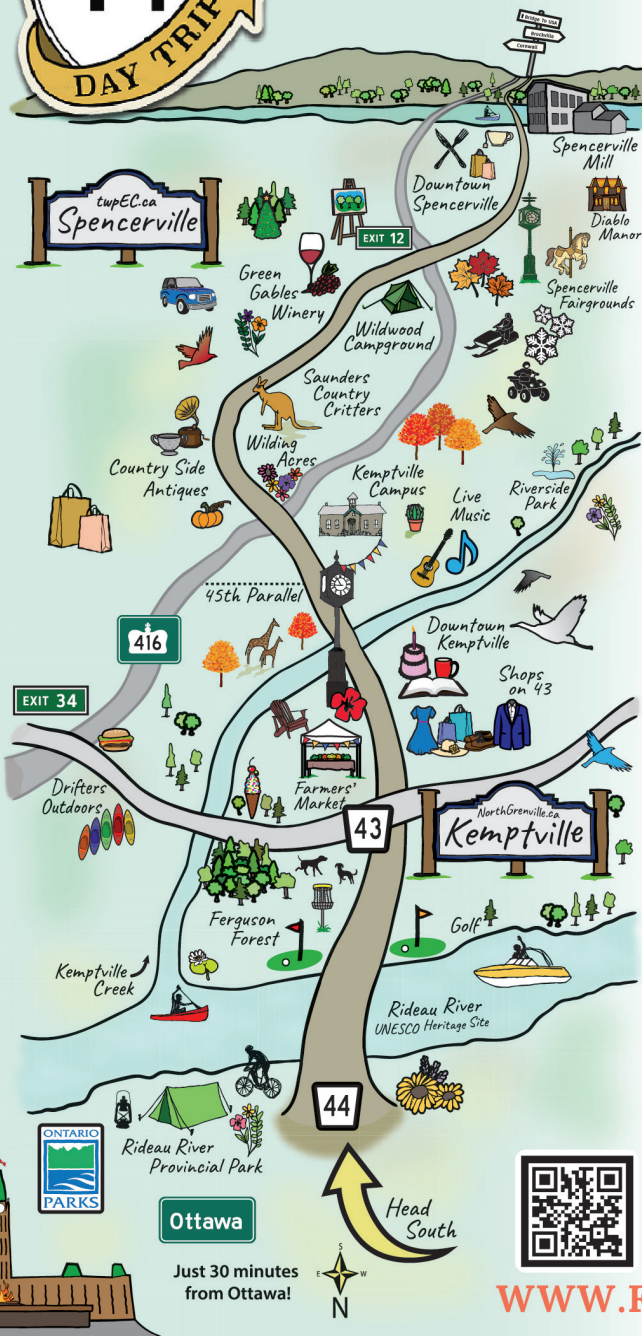 DAY TRIP
Bridge To USA
Brockville
Cornwall
Spencerville
Mill
Downtown
Spencerville
twpEC.ca
Spencerville
Diablo
Manor
EXIT 12
Green
Gables
Winery
Spencerville
Fairgrounds
Wildwood
Campground
Saunders
Country
Critters
Wilding
Acres
Country Side
Antiques
Kemptville
Campus
Live
Music
Riverside
Park
45th Parallel
416
Downtown
Kemptville
EXIT 34
Shops
on 43
Farmers'
Market
Drifters
Outdoors
43
NorthGrenville.ca
Kemptville
Ferguson
Forest
Golf
Kemptville
Creek
Rideau River
UNESCO Heritage Site
44
Rideau River
Provincial Park
ONTARIO
PARKS
Ottawa
Head
South
Just 30 minutes
from Ottawa!
S
E
W
N
WWW.